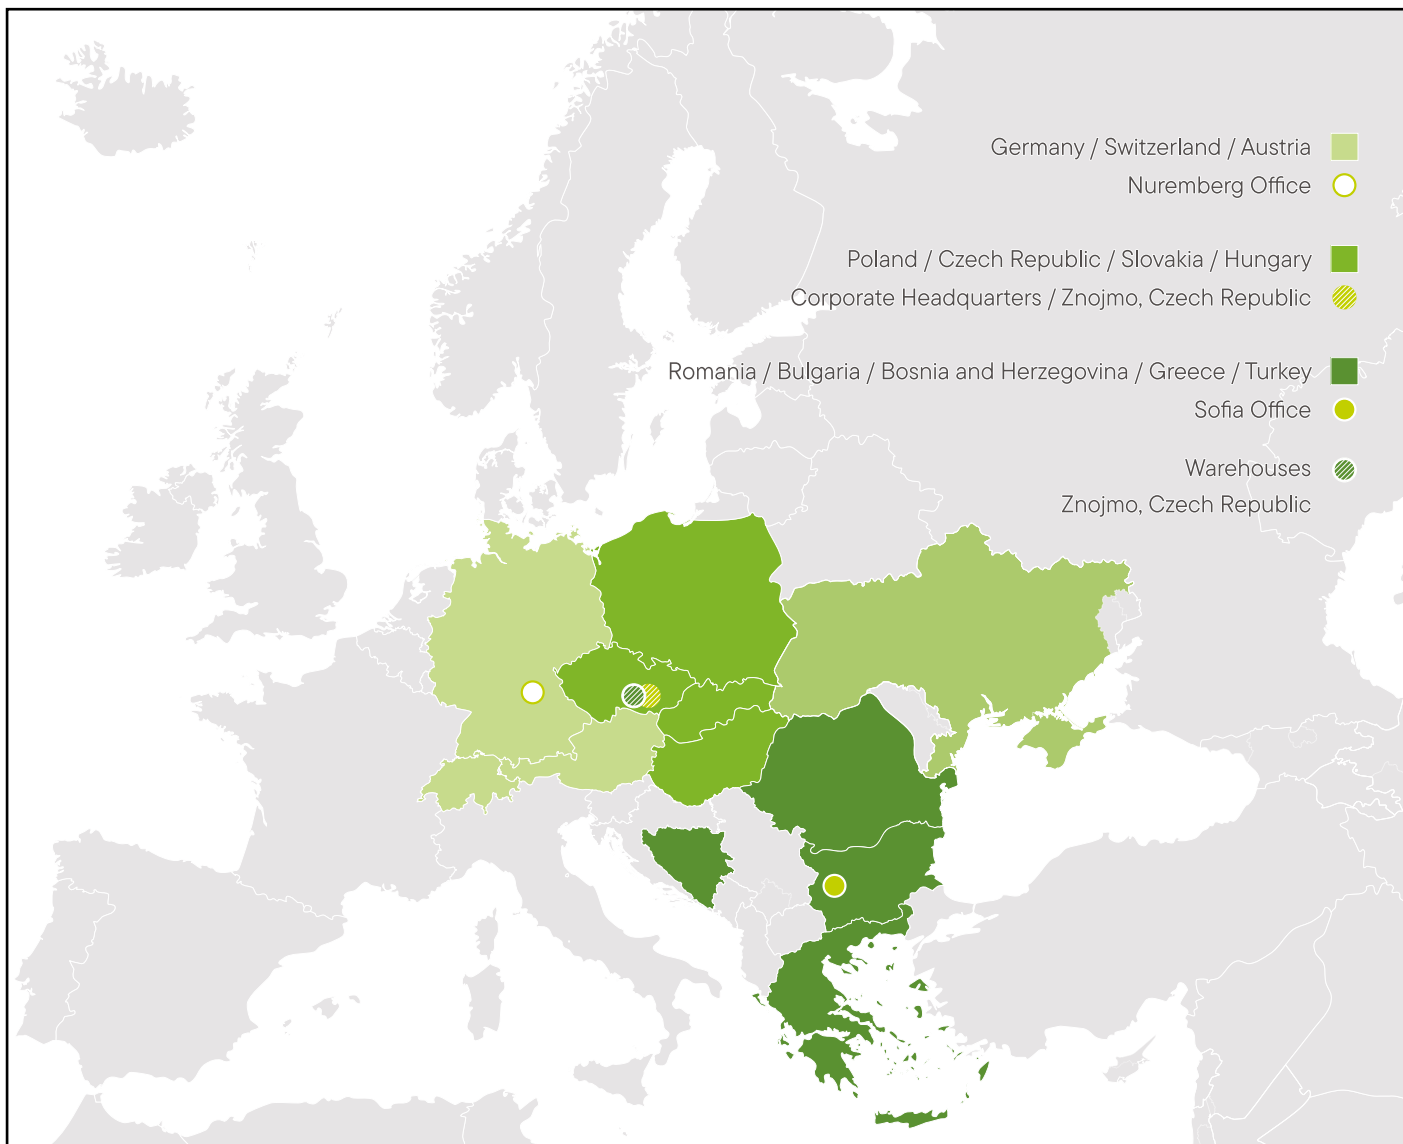 Germany / Switzerland / Austria
Nuremberg Office
Poland / Czech Republic / Slovakia / Hungary
Corporate Headquarters / Znojmo, Czech Republic
Romania / Bulgaria / Bosnia and Herzegovina / Greece / Turkey
Sofia Office
Warehouses
Znojmo, Czech Republic